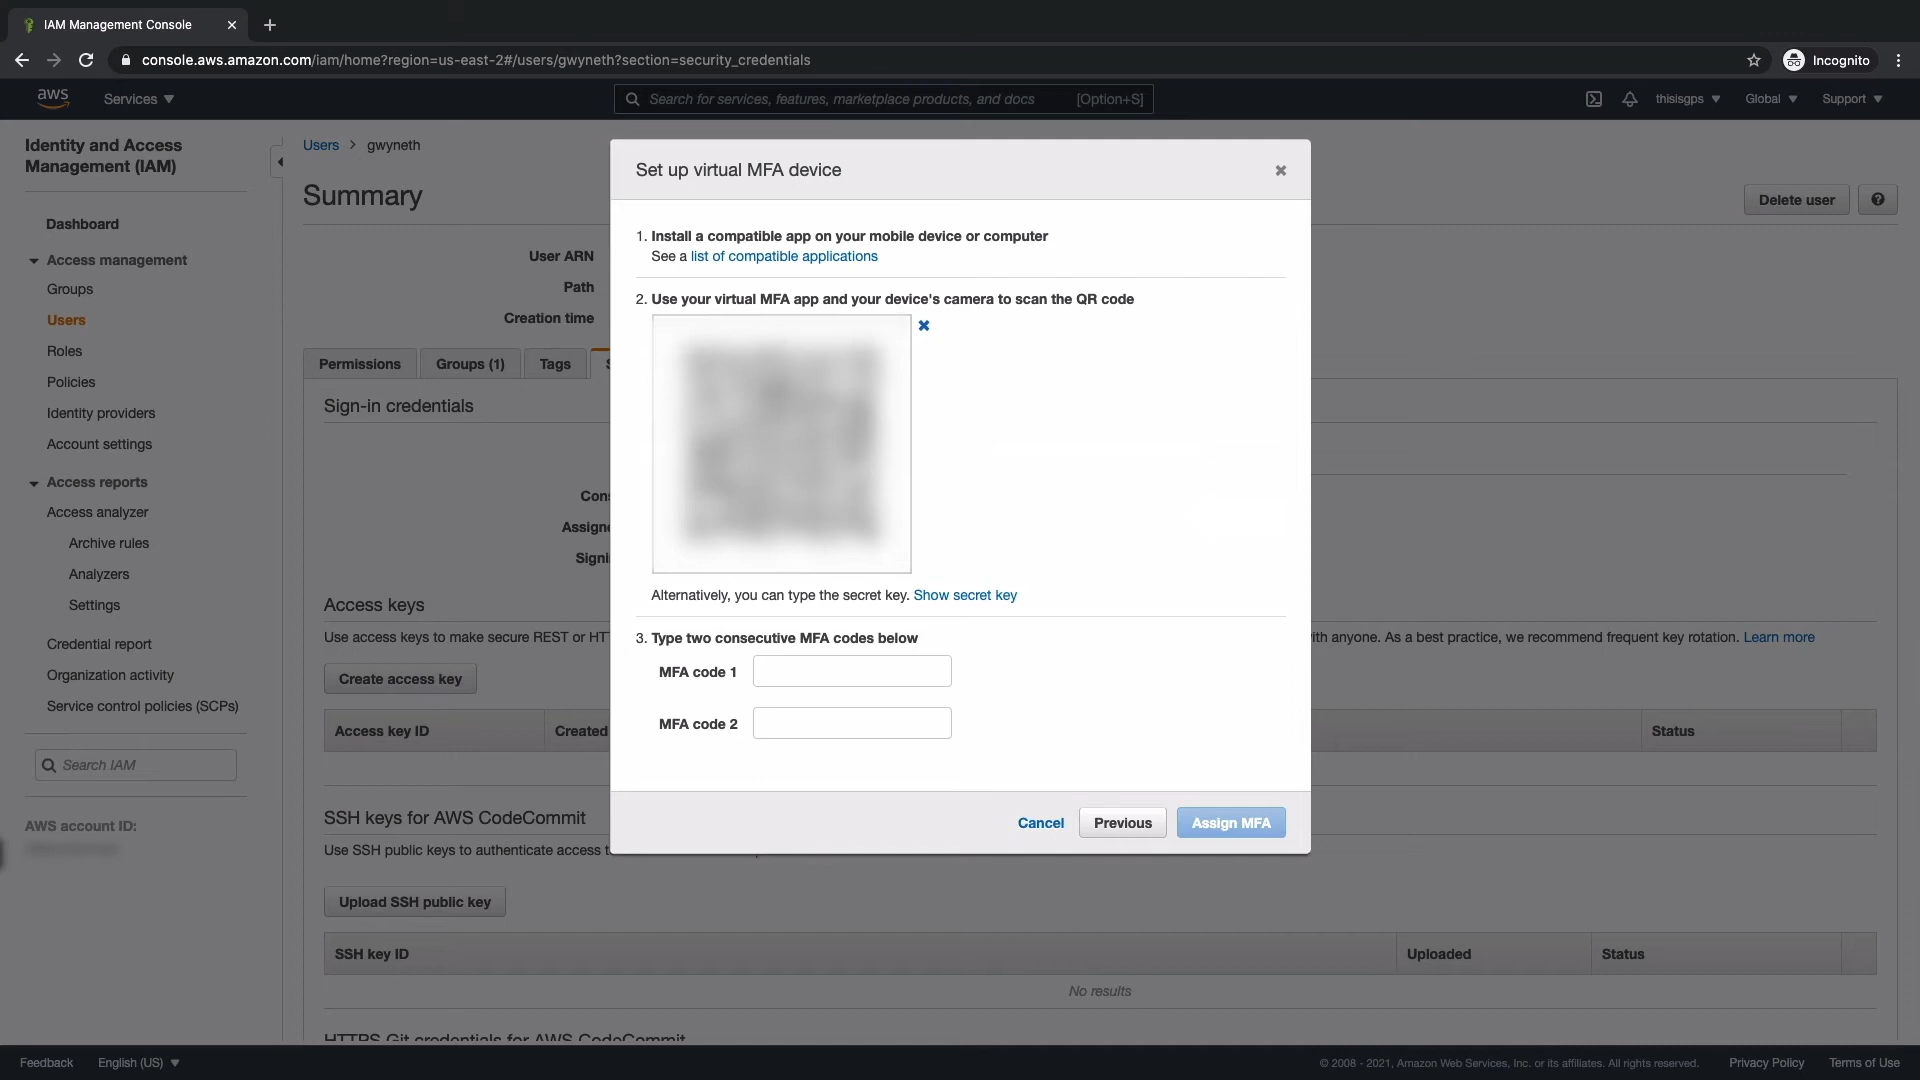 IAM Management Console
console.aws.amazon.com/iam/home?region=us-east-2#/users/gwyneth?section=security_credentials
Incognito
aws
Services
Search for services, features, marketplace products, and docs
[Option+S]
thisisgps
Global
Support
Identity and Access
Management (IAM)
Dashboard
Access management
Groups
Users
Roles
Policies
Identity providers
Account settings
Access reports
Access analyzer
Archive rules
Analyzers
Settings
Credential report
Organization activity
Service control policies (SCPs)
Search IAM
AWS account ID:
Users > gwyneth
Summary
Delete user
User ARN
Path
Creation time
Permissions
Groups (1)
Tags
Sign-in credentials
Cons
Assigne
Signi
Access keys
Use access keys to make secure REST or HT
ith anyone. As a best practice, we recommend frequent key rotation. Learn more
Create access key
Access key ID
Created
Status
SSH keys for AWS CodeCommit
Use SSH public keys to authenticate access t
Upload SSH public key
SSH key ID
Uploaded
Status
No results
HTTPS Git credentials for AWS CodeCommit
Set up virtual MFA device
1. Install a compatible app on your mobile device or computer
See a list of compatible applications
2. Use your virtual MFA app and your device's camera to scan the QR code
Alternatively, you can type the secret key. Show secret key
3. Type two consecutive MFA codes below
MFA code 1
MFA code 2
Cancel
Previous
Assign MFA
Feedback
English (US)
© 2008 - 2021, Amazon Web Services, Inc. or its affiliates. All rights reserved.
Privacy Policy
Terms of Use